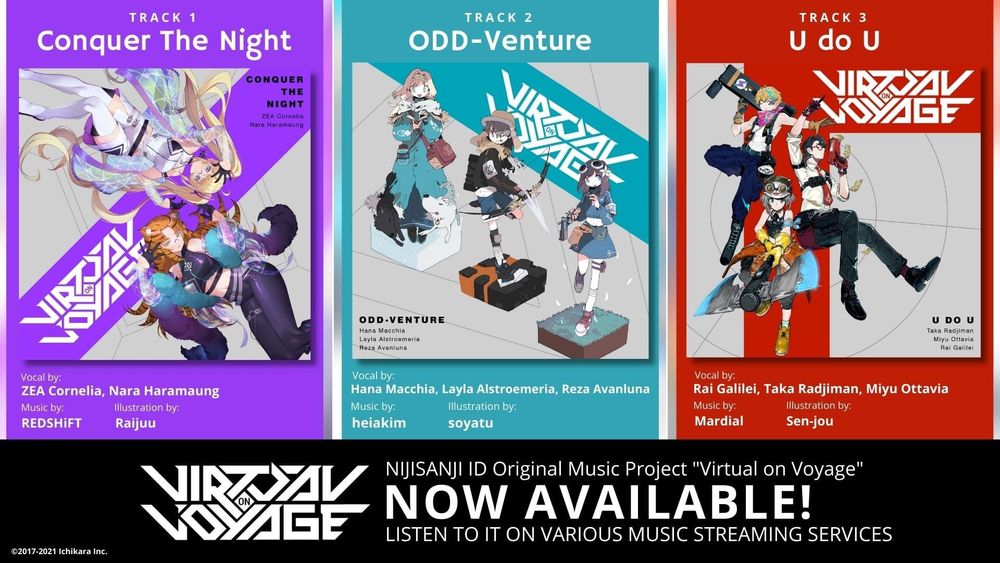 TRACK 1
Conquer The Night
CONQUER
THE
NIGHT
ZEA Cornelia
Nara Haramaung
VIRTUAL
ON
VOYAGE
Vocal by:
ZEA Cornelia, Nara Haramaung
Music by:
REDSHiFT
Illustration by:
Raijuu
TRACK 2
ODD-Venture
VIRTUAL
ON
VOYAGE
ODD-VENTURE
Hana Macchia
Layla Alstroemeria
Reza Avanluna
Vocal by:
Hana Macchia, Layla Alstroemeria, Reza Avanluna
Music by:
heiakim
Illustration by:
soyatu
TRACK 3
U do U
VIRTUAL
ON
VOYAGE
U DO U
Taka Radjiman
Miyu Ottavia
Rai Galilei
Vocal by:
Rai Galilei, Taka Radjiman, Miyu Ottavia
Music by:
Mardial
Illustration by:
Sen-jou
VIRTUAL
ON
VOYAGE
NIJISANJI ID Original Music Project "Virtual on Voyage"
NOW AVAILABLE!
LISTEN TO IT ON VARIOUS MUSIC STREAMING SERVICES
©2017-2021 Ichikara Inc.